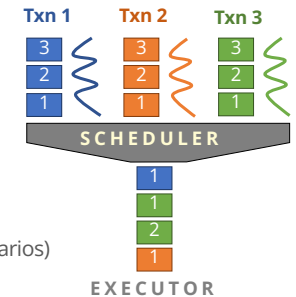 Txn 1 Txn 2 Txn 3
3 3 3
2 2 2
1 1 1
SCHEDULER
1
1
2
arios)
1
EXECUTOR